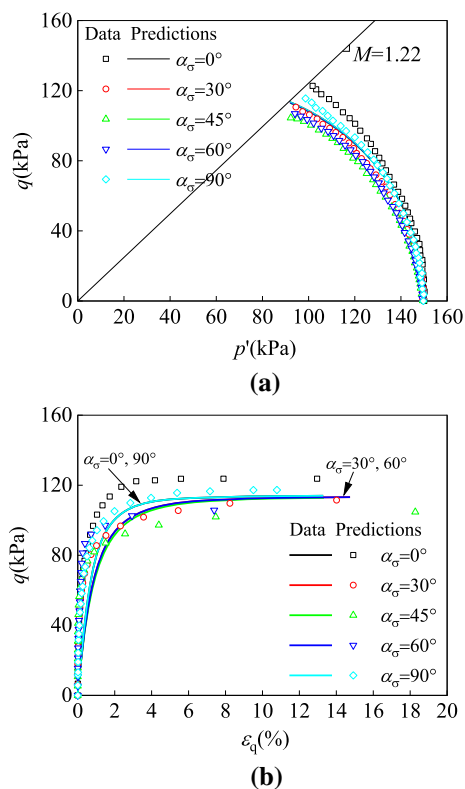 160
Data Predictions
ασ=0°
ασ=30°
ασ=45°
ασ=60°
ασ=90°
M=1.22
120
80
40
0
q(kPa)
0 20 40 60 80 100 120 140 160
p'(kPa)
(a)
160
ασ=0°, 90°
ασ=30°, 60°
120
80
40
0
q(kPa)
Data Predictions
ασ=0°
ασ=30°
ασ=45°
ασ=60°
ασ=90°
0 2 4 6 8 10 12 14 16 18
εq(%)
(b)